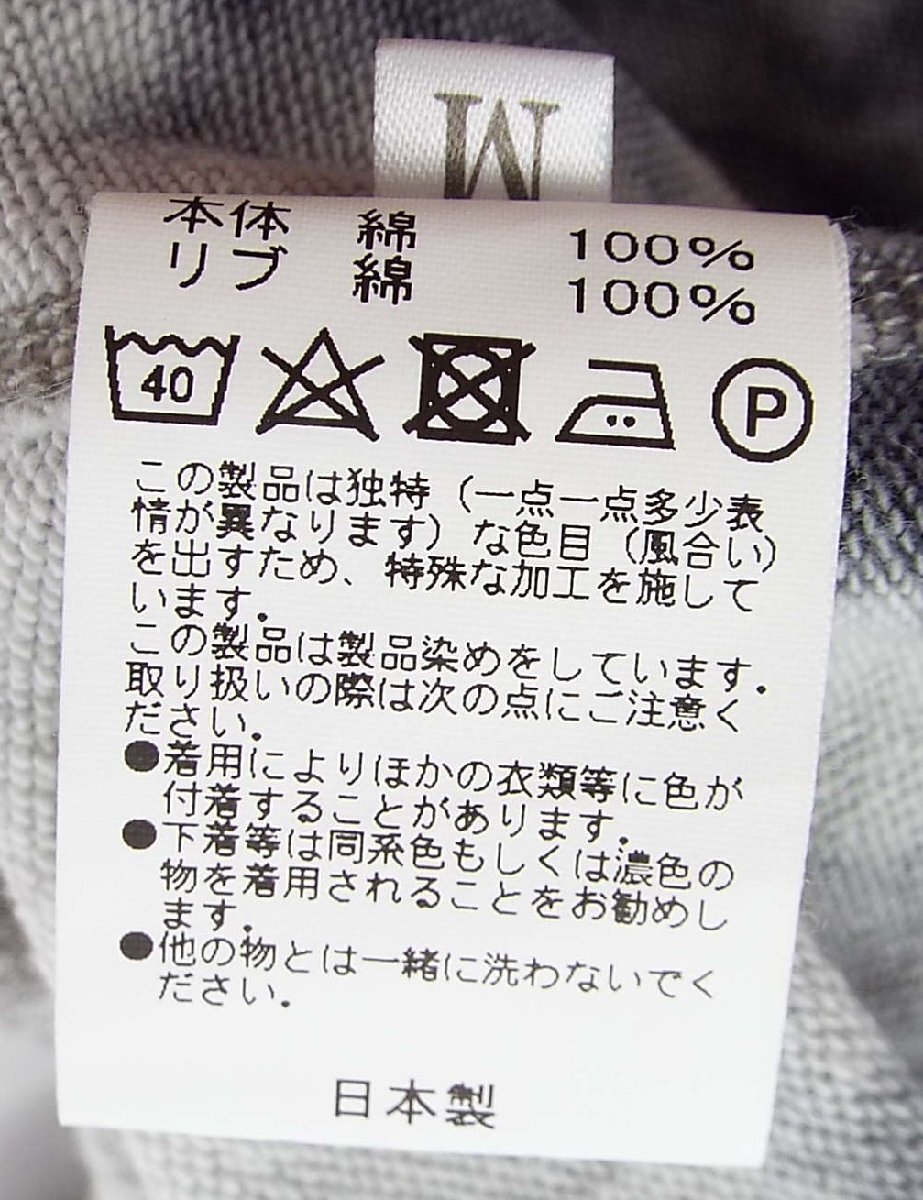 M
本体 綿 100%
リブ 綿 100%
40 P
この製品は独特（一点一点多少表
情が異なります）な色目（風合い）
を出すため、特殊な加工を施して
います。
この製品は製品染めをしています。
取り扱いの際は次の点にご注意く
ださい。
●着用によりほかの衣類等に色が
付着することがあります。
●下着等は同系色もしくは濃色の
物を着用されることをお勧めし
ます。
●他の物とは一緒に洗わないでく
ださい。
日本製